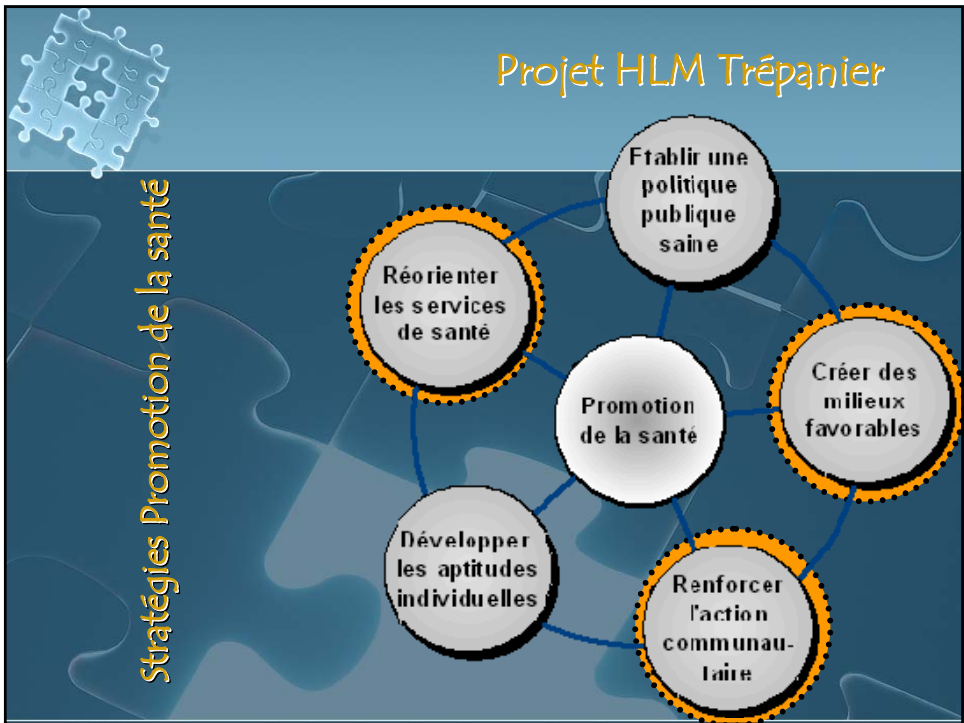 Projet HLM Trépanier
Stratégies Promotion de la santé
Etablir une
politique
publique
saine
Réorienter
les services
de santé
Créer des
milieux
favorables
Promotion
de la santé
Développer
les aptitudes
individuelles
Renforcer
l'action
communau-
taire